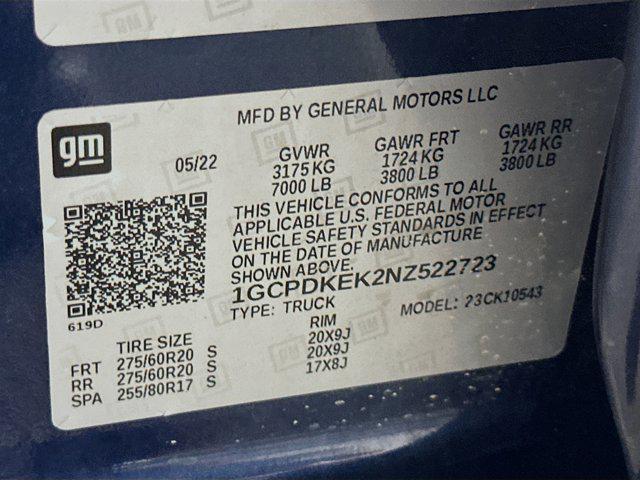 MFD BY GENERAL MOTORS LLC
gm
05/22
GVWR GAWR FRT GAWR RR
3175 KG 1724 KG 1724 KG
7000 LB 3800 LB 3800 LB
THIS VEHICLE CONFORMS TO ALL
APPLICABLE U.S. FEDERAL MOTOR
VEHICLE SAFETY STANDARDS IN EFFECT
ON THE DATE OF MANUFACTURE
SHOWN ABOVE.
1GCPDKEK2NZ522723
619D
TYPE: TRUCK MODEL: 23CK10543
TIRE SIZE RIM
FRT 275/60R20 S 20X9J
RR 275/60R20 S 20X9J
SPA 255/80R17 S 17X8J